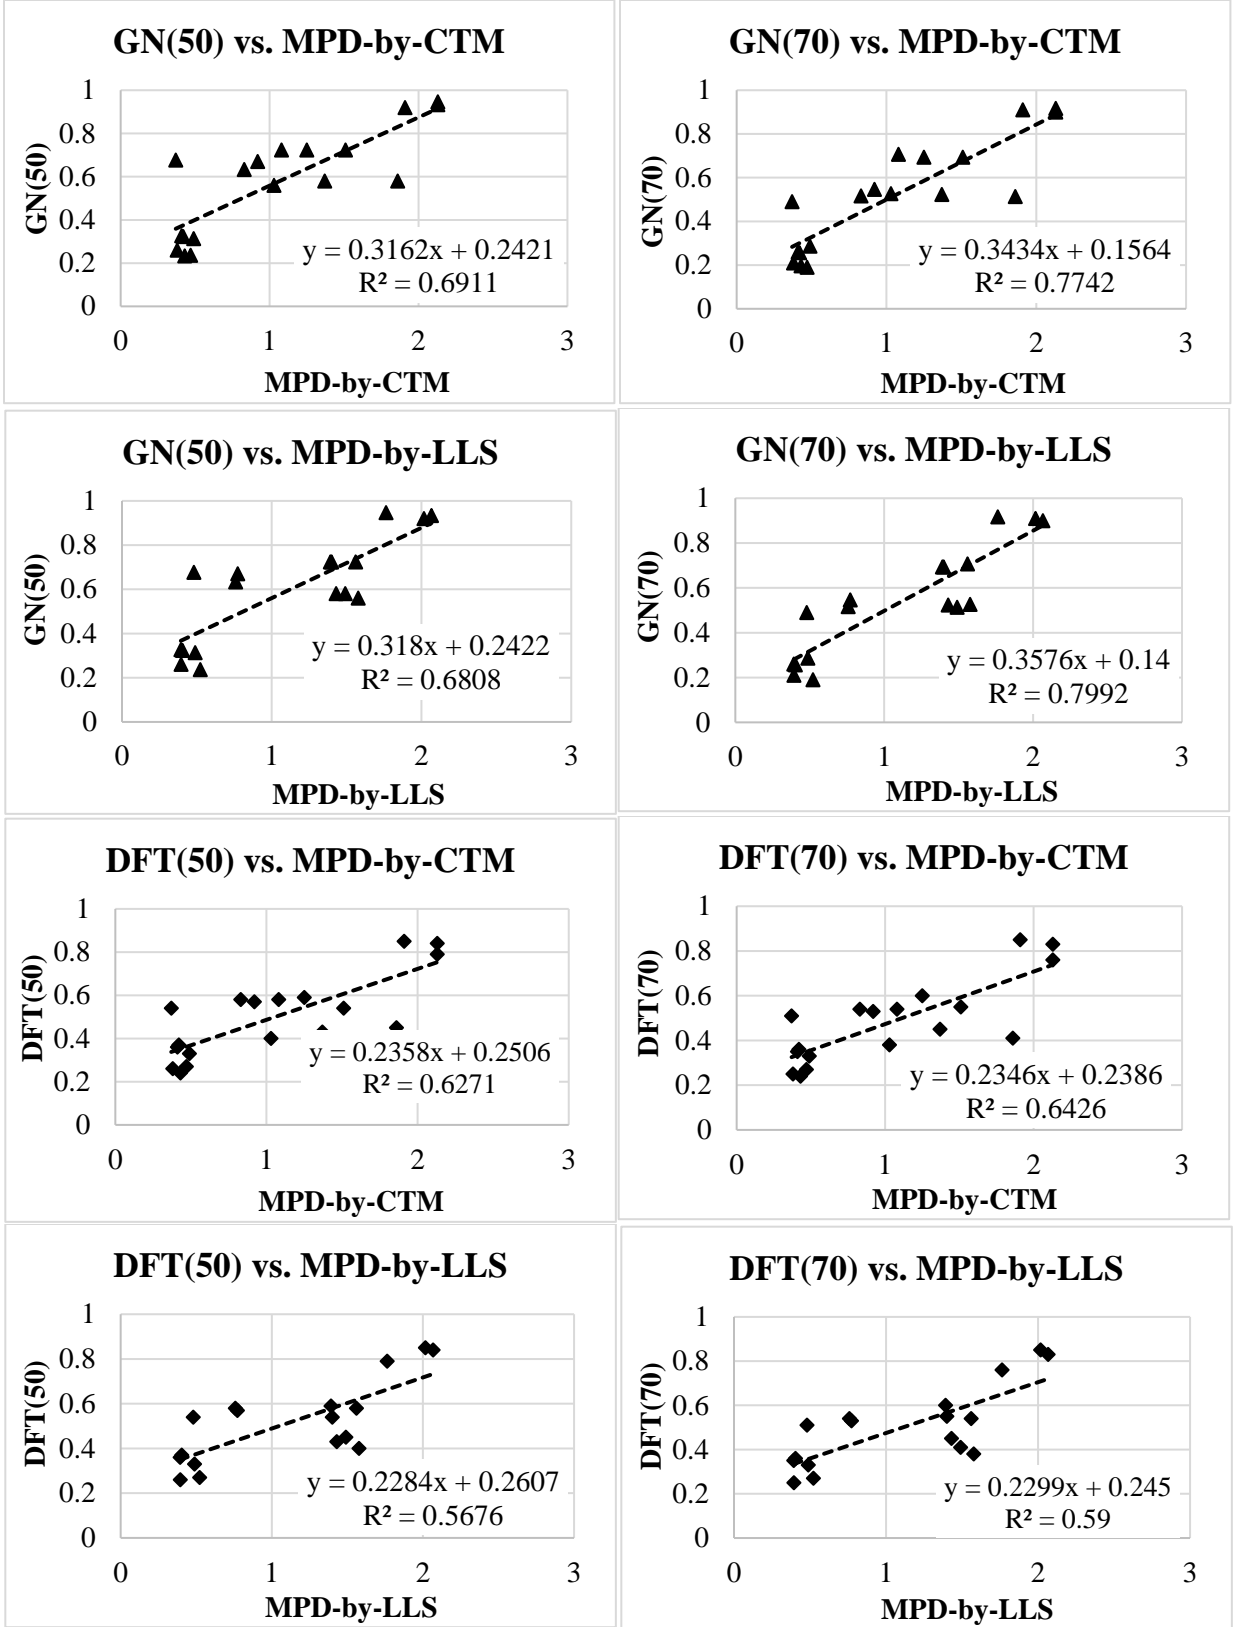 GN(50) vs. MPD-by-CTM
1
0.8
0.6
0.4
0.2
0
GN(50)
y = 0.3162x + 0.2421
R² = 0.6911
0 1 2 3
MPD-by-CTM
GN(70) vs. MPD-by-CTM
1
0.8
0.6
0.4
0.2
0
GN(70)
y = 0.3434x + 0.1564
R² = 0.7742
0 1 2 3
MPD-by-CTM
GN(50) vs. MPD-by-LLS
1
0.8
0.6
0.4
0.2
0
GN(50)
y = 0.318x + 0.2422
R² = 0.6808
0 1 2 3
MPD-by-LLS
GN(70) vs. MPD-by-LLS
1
0.8
0.6
0.4
0.2
0
GN(70)
y = 0.3576x + 0.14
R² = 0.7992
0 1 2 3
MPD-by-LLS
DFT(50) vs. MPD-by-CTM
1
0.8
0.6
0.4
0.2
0
DFT(50)
y = 0.2358x + 0.2506
R² = 0.6271
0 1 2 3
MPD-by-CTM
DFT(70) vs. MPD-by-CTM
1
0.8
0.6
0.4
0.2
0
DFT(70)
y = 0.2346x + 0.2386
R² = 0.6426
0 1 2 3
MPD-by-CTM
DFT(50) vs. MPD-by-LLS
1
0.8
0.6
0.4
0.2
0
DFT(50)
y = 0.2284x + 0.2607
R² = 0.5676
0 1 2 3
MPD-by-LLS
DFT(70) vs. MPD-by-LLS
1
0.8
0.6
0.4
0.2
0
DFT(70)
y = 0.2299x + 0.245
R² = 0.59
0 1 2 3
MPD-by-LLS